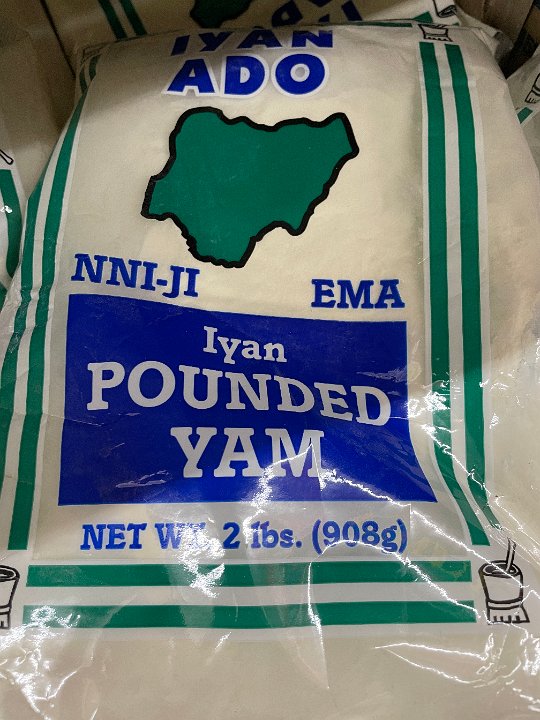 IYAN
ADO
NNI-JI
EMA
Iyan
POUNDED
YAM
NET WT. 2 lbs. (908g)